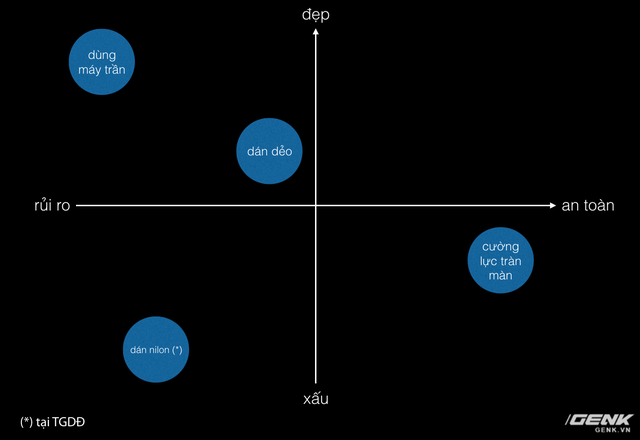 đẹp
dùng
máy trần
dán dẻo
rủi ro
an toàn
cường
lực tràn
màn
dán nilon (*)
xấu
(*) tại TGDĐ
GENK
GENK.VN